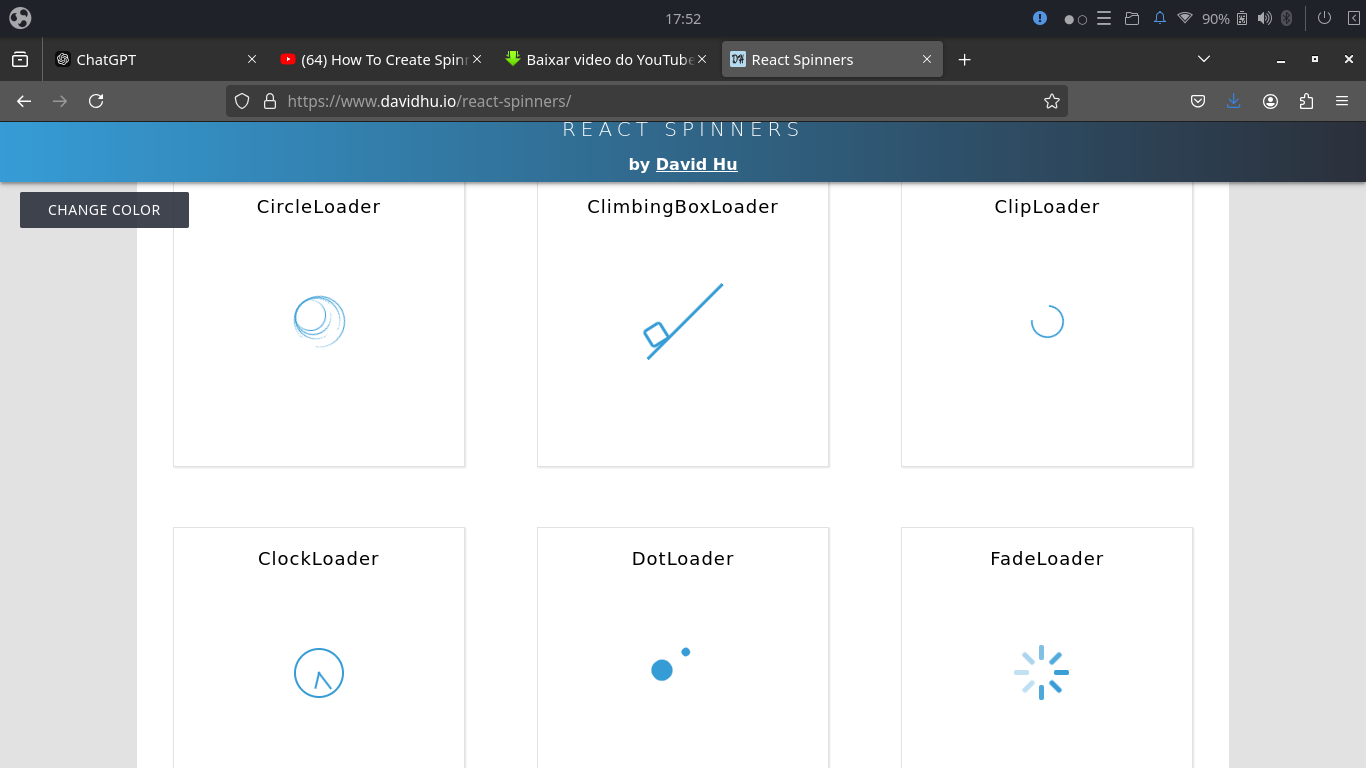 17:52
90%
ChatGPT
(64) How To Create Spin
Baixar video do YouTube
React Spinners
https://www.davidhu.io/react-spinners/
REACT SPINNERS
by David Hu
CHANGE COLOR
CircleLoader
ClimbingBoxLoader
ClipLoader
ClockLoader
DotLoader
FadeLoader